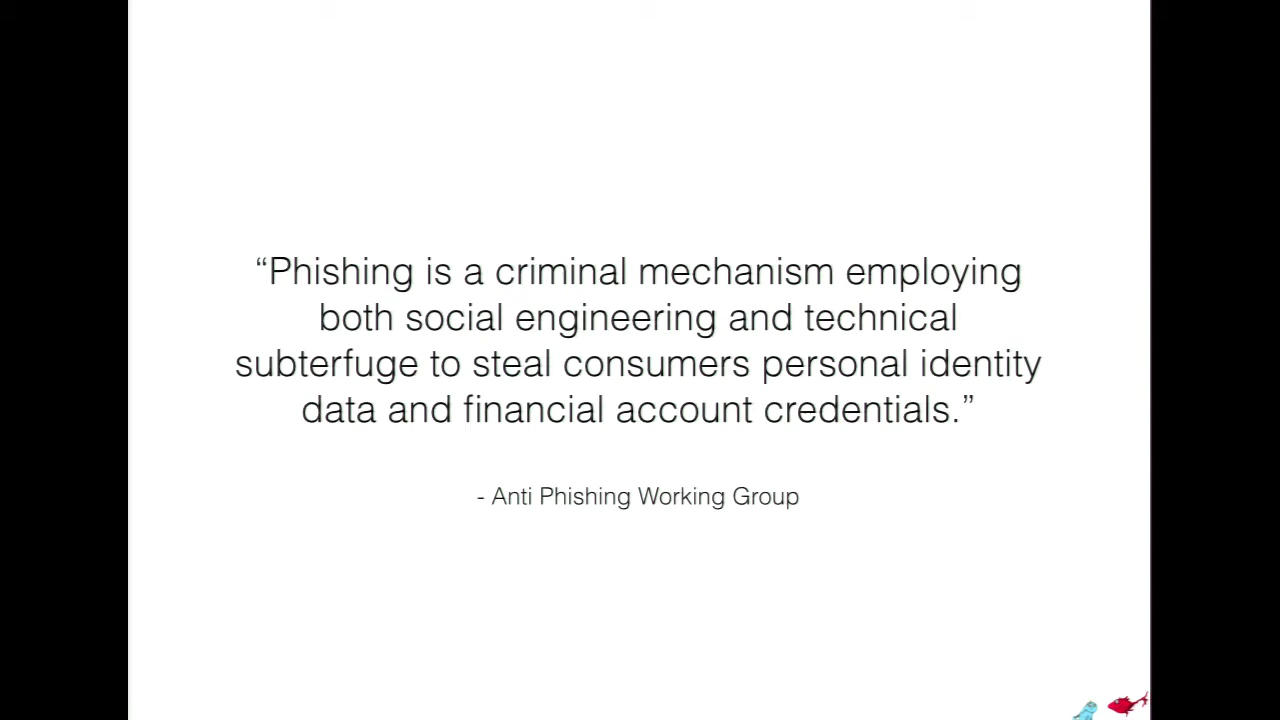 “Phishing is a criminal mechanism employing
both social engineering and technical
subterfuge to steal consumers personal identity
data and financial account credentials.”
- Anti Phishing Working Group